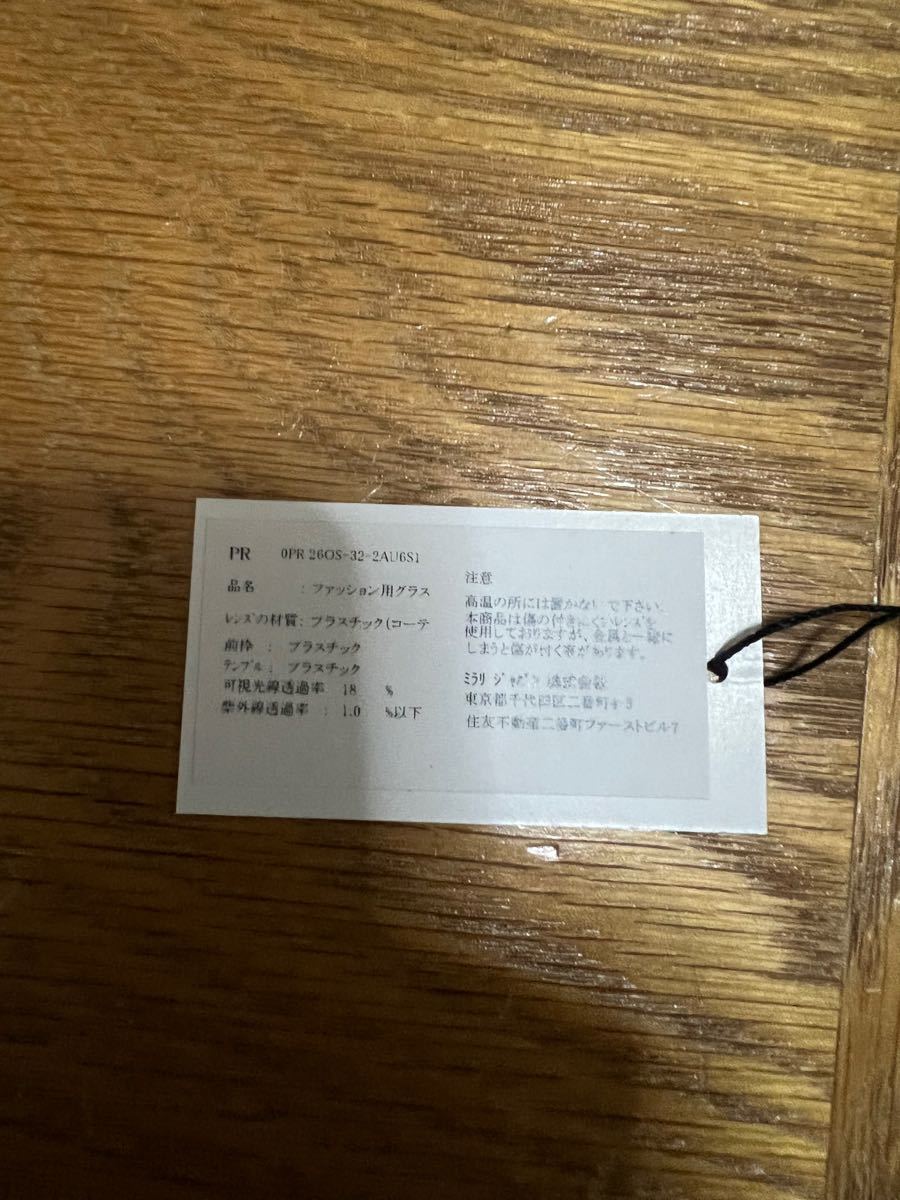 PR 0PR 26OS-32-2AU6S1
品名 : ファッション用グラス
レンズの材質: プラスチック(コーテ
前枠 : プラスチック
テンプル : プラスチック
可視光線透過率 18 %
紫外線透過率 : 1.0 %以下
注意
高温の所には置かないで下さい。
本商品は傷の付きにくいレンズを
使用しておりますが、金属と一緒に
しまうと傷が付く事があります。
ミラリ ジャパン 株式会社
東京都千代田区二番町4-3
住友不動産二番町ファーストビル7